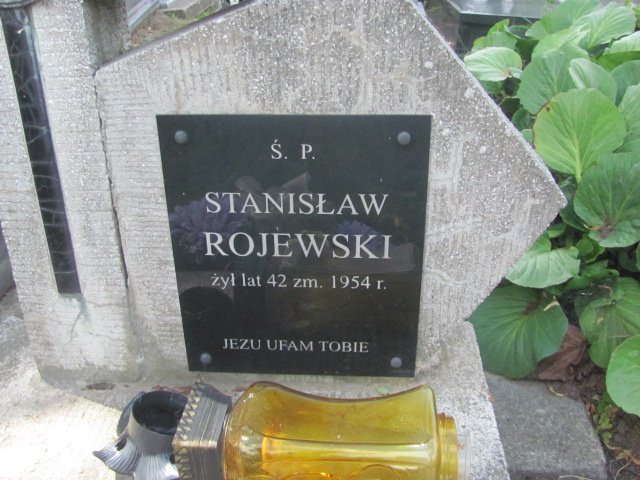 Ś. P.
STANISŁAW
ROJEWSKI
żył lat 42 zm. 1954 r.
JEZU UFAM TOBIE